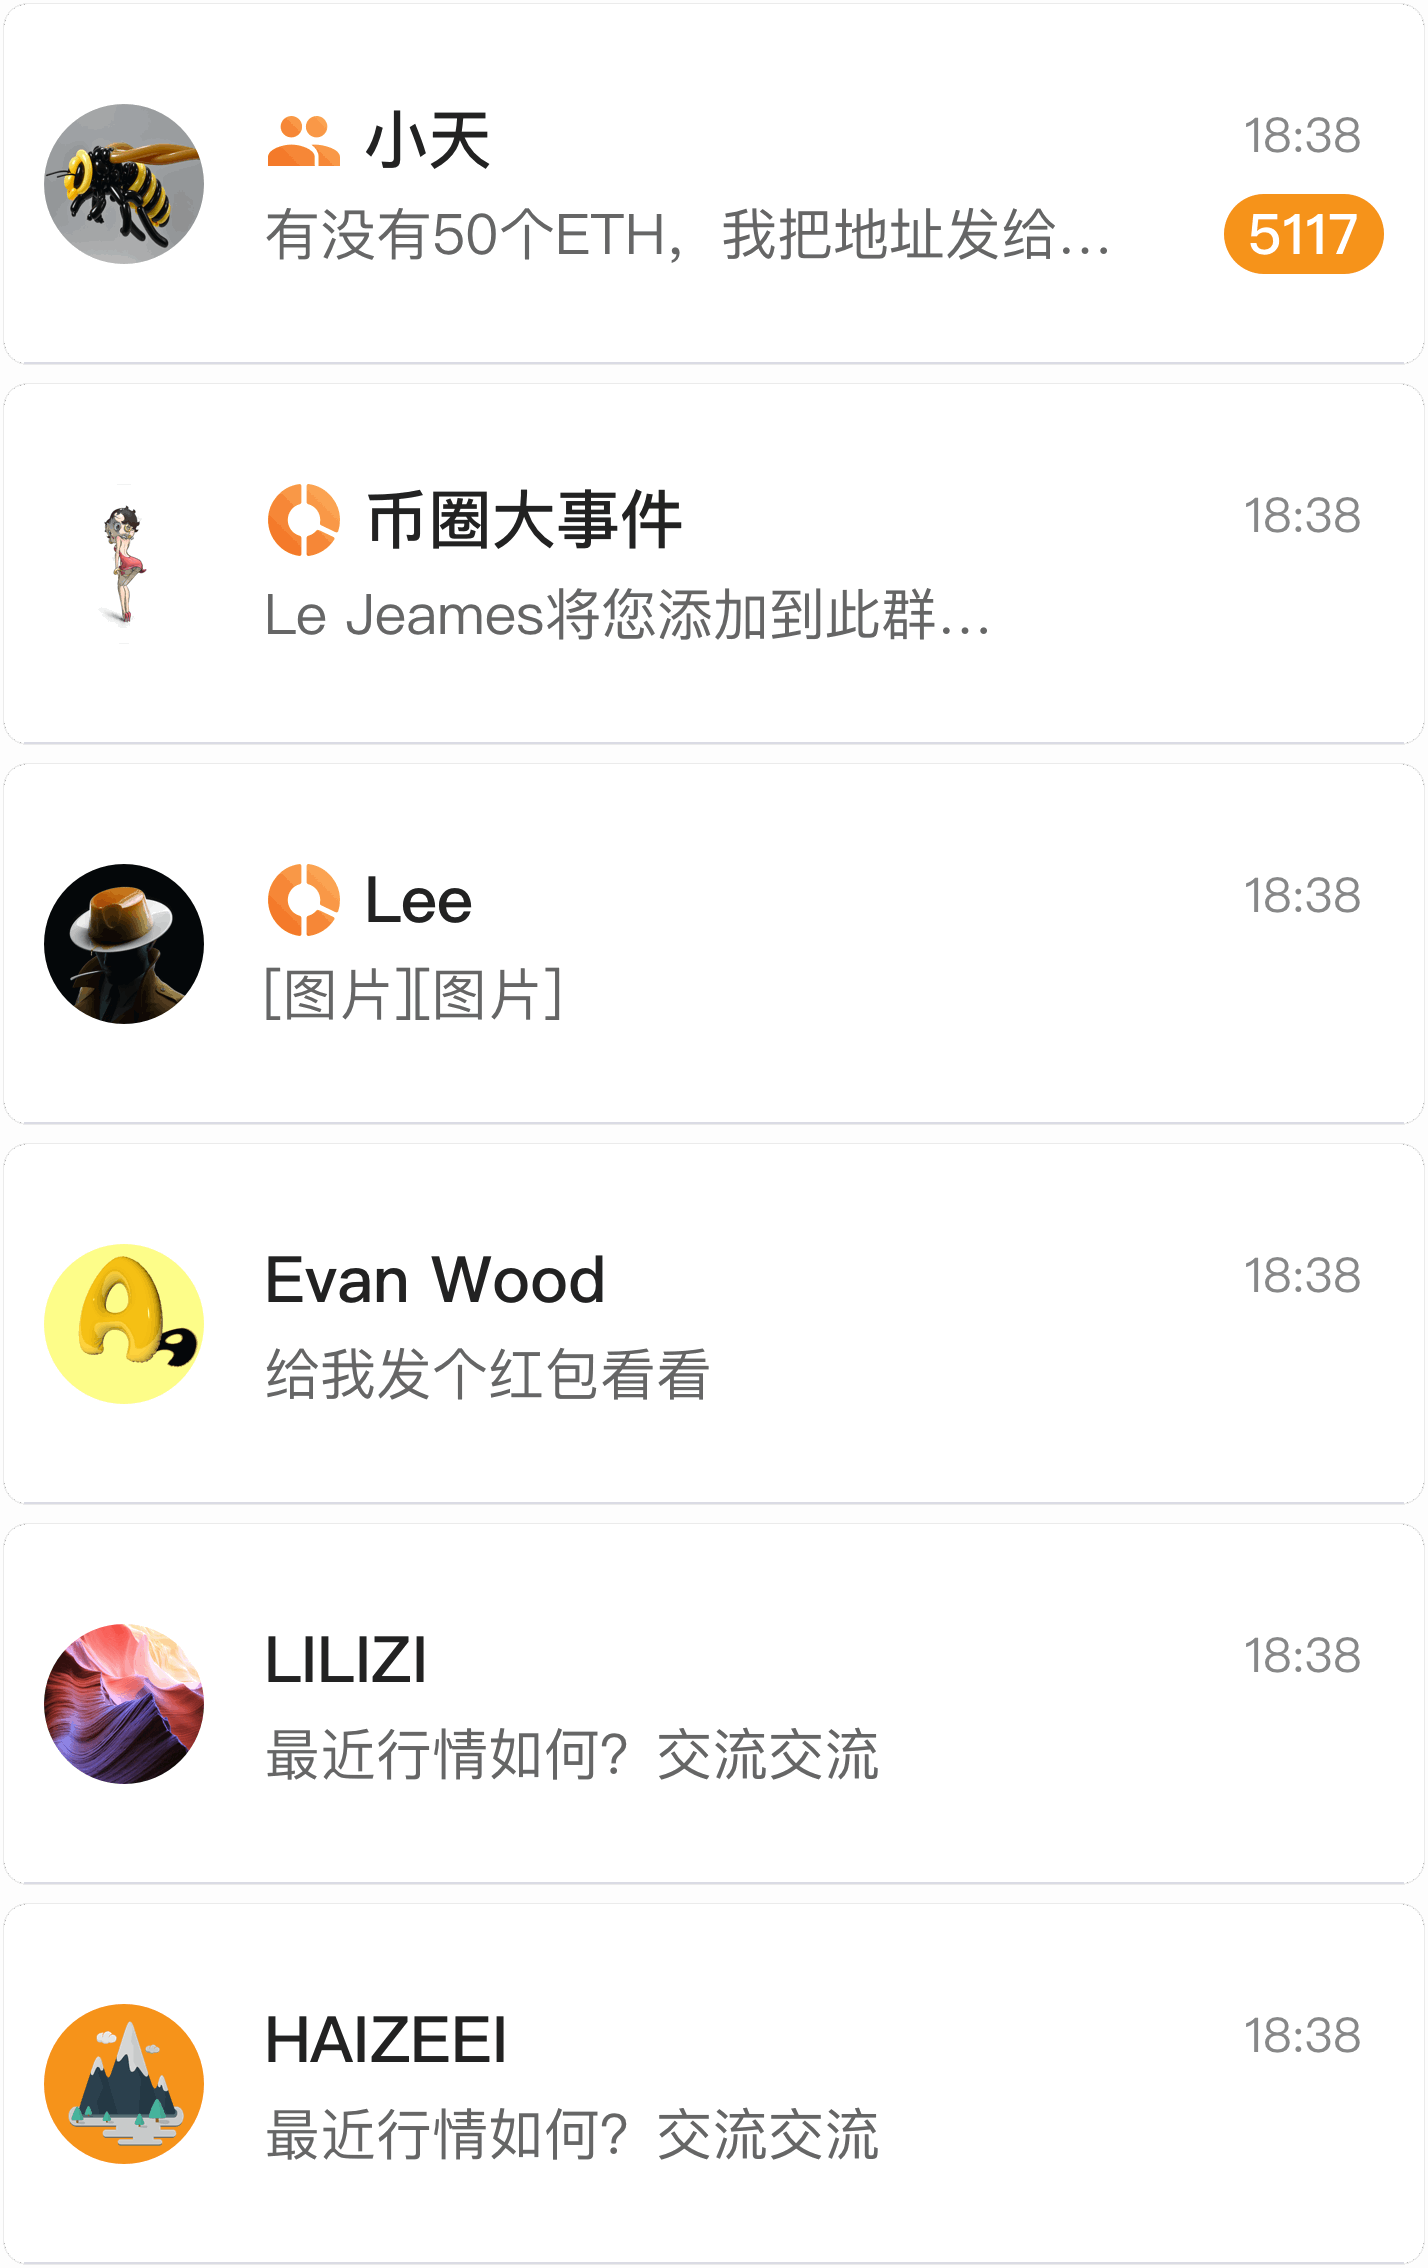 小天
18:38
有没有50个ETH，我把地址发给...
5117
币圈大事件
18:38
Le Jeames将您添加到此群...
Lee
18:38
[图片][图片]
Evan Wood
18:38
给我发个红包看看
LILIZI
18:38
最近行情如何？交流交流
HAIZEEI
18:38
最近行情如何？交流交流